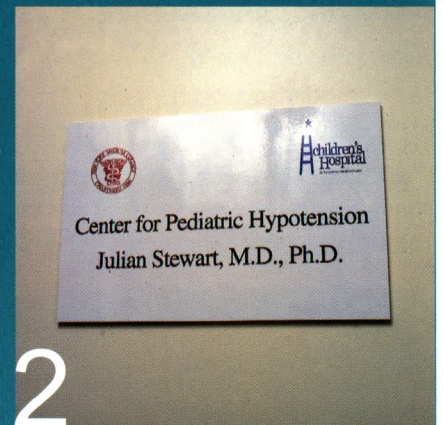 children's
Hospital
Center for Pediatric Hypotension
Julian Stewart, M.D., Ph.D.
2